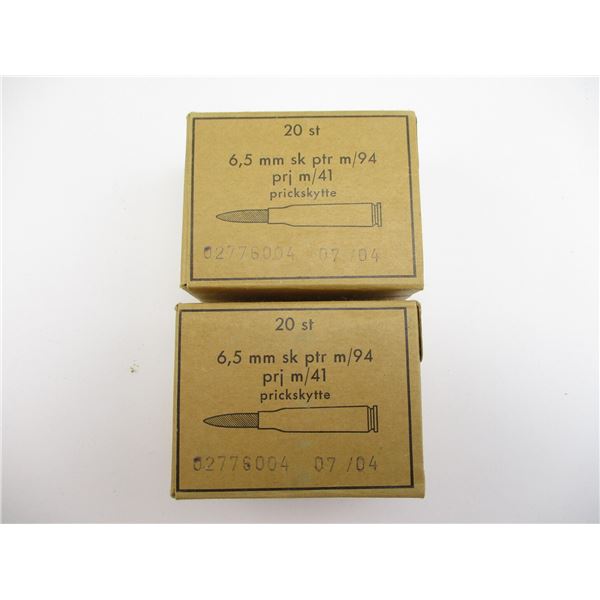 20 st
6,5 mm sk ptr m/94
prj m/41
prickskytte
02776004 07/04
20 st
6,5 mm sk ptr m/94
prj m/41
prickskytte
02776004 07/04